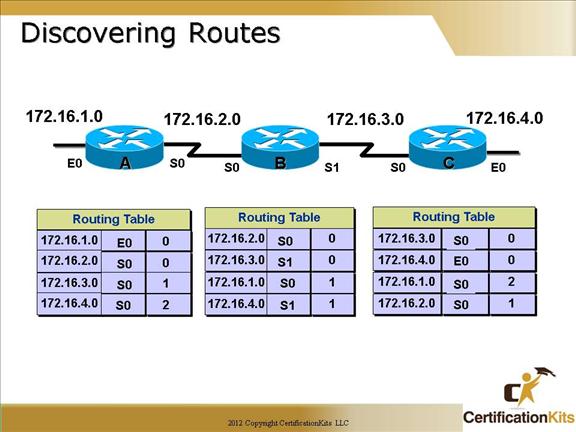 Discovering Routes
172.16.1.0 172.16.2.0 172.16.3.0 172.16.4.0
E0 A S0 S0 B S1 S0 C E0
Routing Table
172.16.1.0 E0 0
172.16.2.0 S0 0
172.16.3.0 S0 1
172.16.4.0 S0 2
Routing Table
172.16.2.0 S0 0
172.16.3.0 S1 0
172.16.1.0 S0 1
172.16.4.0 S1 1
Routing Table
172.16.3.0 S0 0
172.16.4.0 E0 0
172.16.1.0 S0 2
172.16.2.0 S0 1
2012 Copyright CertificationKits LLC
CK
CertificationKits